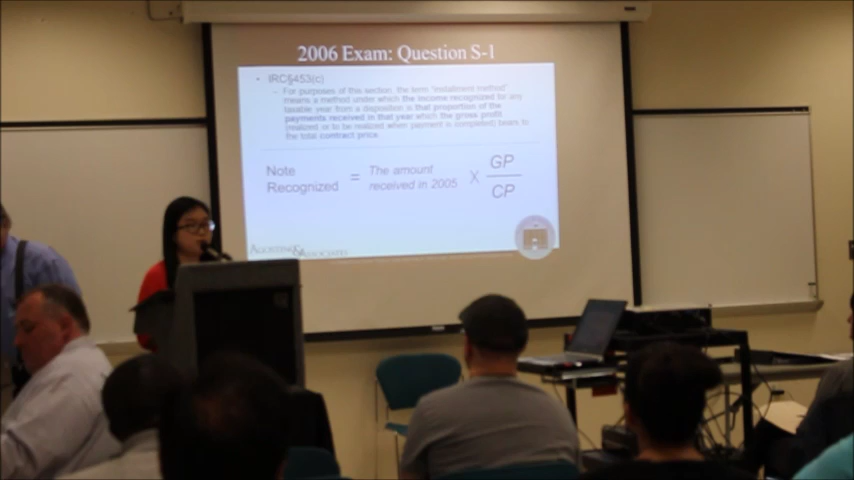 2006 Exam: Question S-1
• IRC§453(c)
– For purposes of this section, the term "installment method"
means a method under which the income recognized for any
taxable year from a disposition is that proportion of the
payments received in that year which the gross profit
(realized or to be realized when payment is completed) bears to
the total contract price.
Note Recognized = The amount received in 2005 X GP / CP